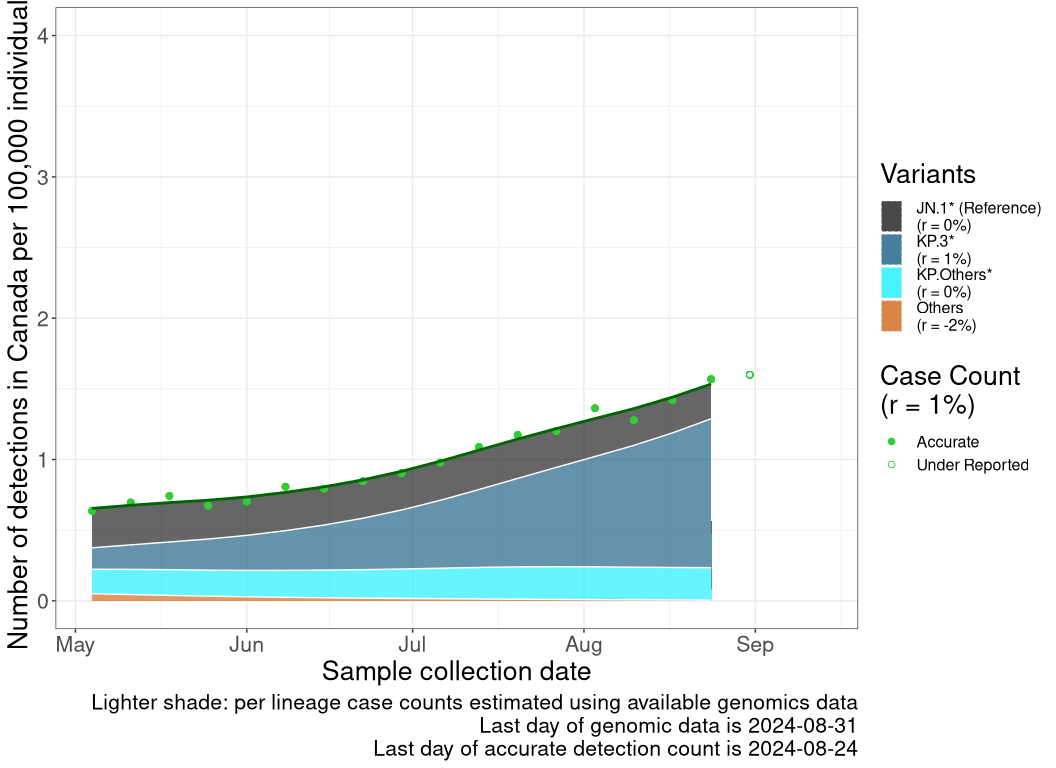 Number of detections in Canada per 100,000 individual
4
3
2
1
0
May Jun Jul Aug Sep
Sample collection date
Lighter shade: per lineage case counts estimated using available genomics data
Last day of genomic data is 2024-08-31
Last day of accurate detection count is 2024-08-24
Variants
JN.1* (Reference)
(r = 0%)
KP.3*
(r = 1%)
KP.Others*
(r = 0%)
Others
(r = -2%)
Case Count
(r = 1%)
Accurate
Under Reported